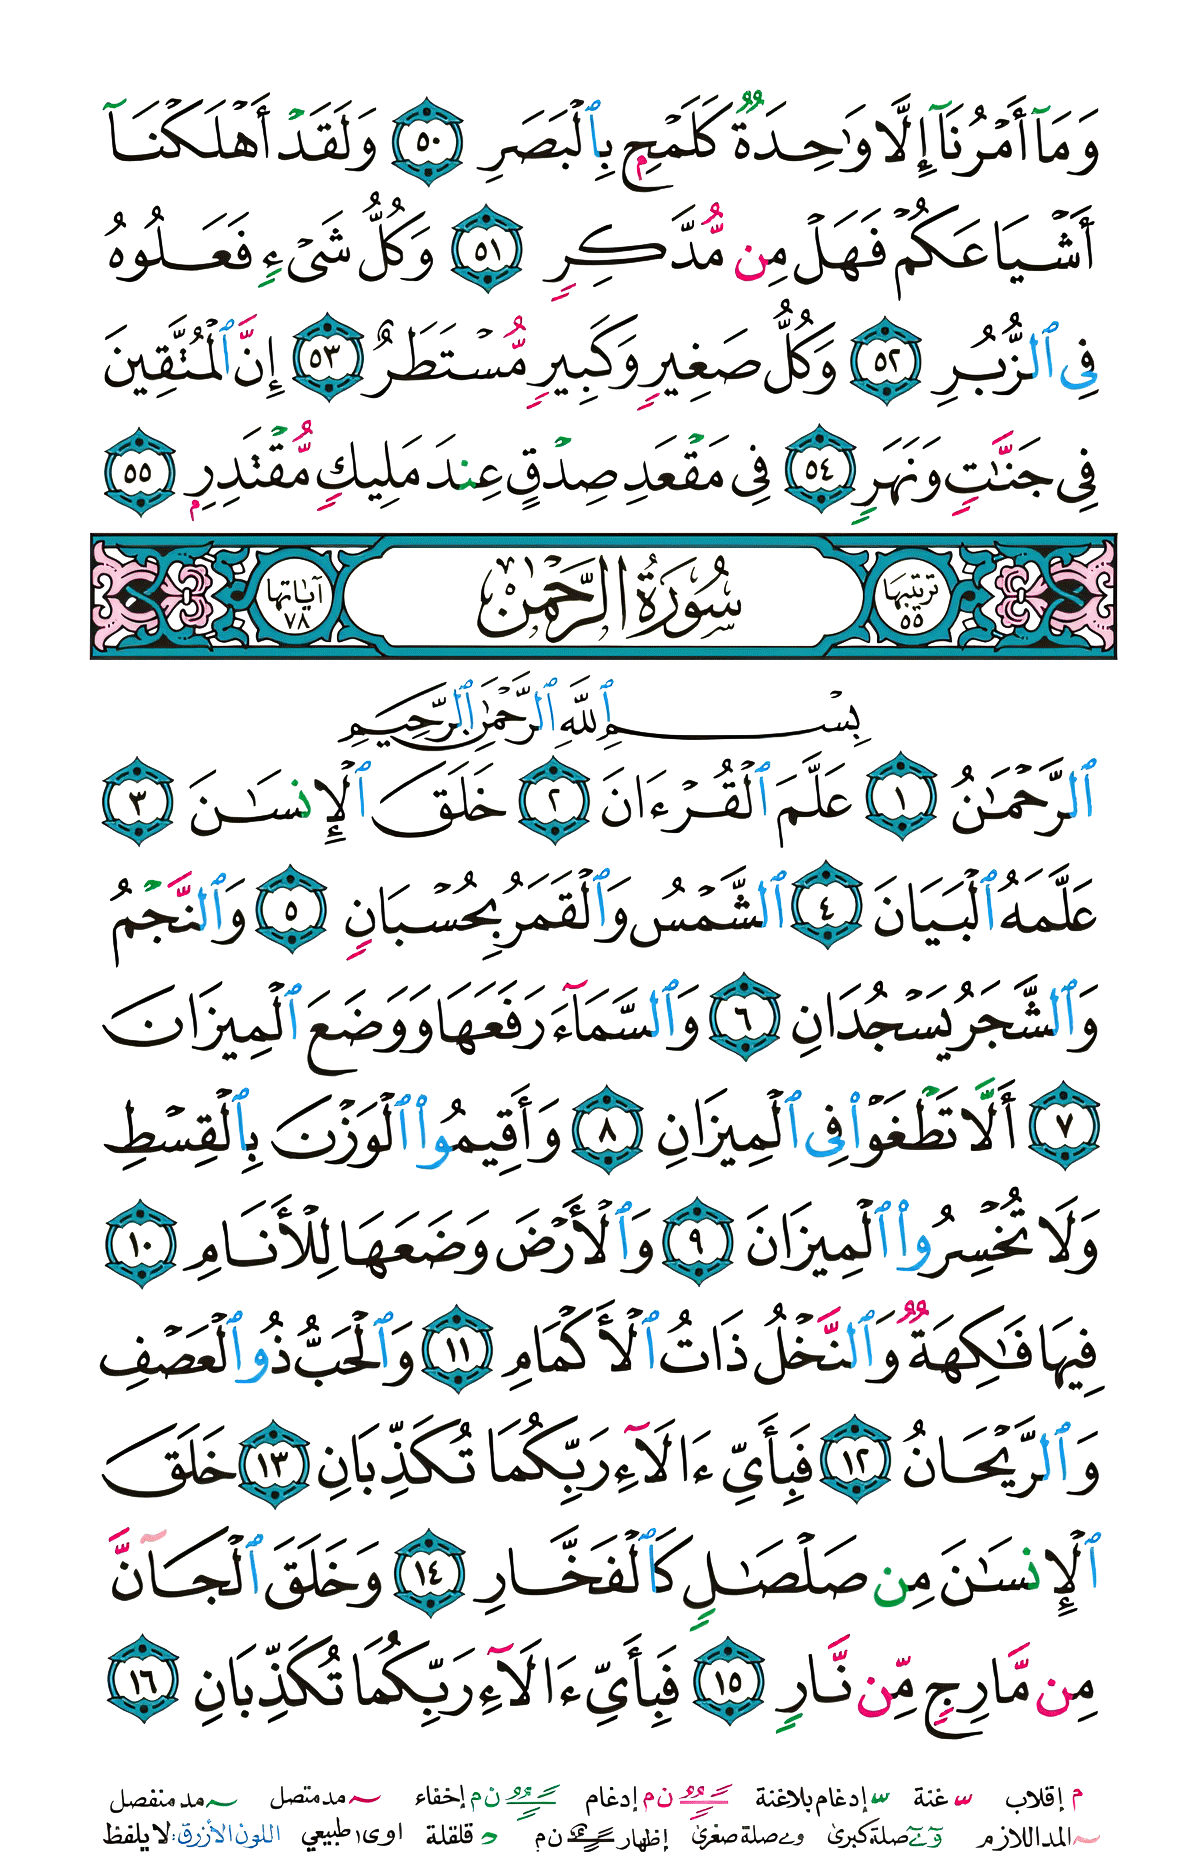 وَمَآ أَمْرُنَآ إِلَّا وَٰحِدَةٌ كَلَمْحٍۭ بِٱلْبَصَرِ ٥٠ وَلَقَدْ أَهْلَكْنَآ
أَشْيَاعَكُمْ فَهَلْ مِن مُّدَّكِرٍ ٥١ وَكُلُّ شَىْءٍ فَعَلُوهُ
فِى ٱلزُّبُرِ ٥٢ وَكُلُّ صَغِيرٍ وَكَبِيرٍ مُّسْتَطَرٌ ٥٣ إِنَّ ٱلْمُتَّقِينَ
فِى جَنَّٰتٍ وَنَهَرٍ ٥٤ فِى مَقْعَدِ صِدْقٍ عِندَ مَلِيكٍ مُّقْتَدِرٍۭ ٥٥
ترتيبها ٥٥ سُورَةُ الرَّحْمٰن آياتها ٧٨
بِسْمِ ٱللَّهِ ٱلرَّحْمَٰنِ ٱلرَّحِيمِ
ٱلرَّحْمَٰنُ ١ عَلَّمَ ٱلْقُرْءَانَ ٢ خَلَقَ ٱلْإِنسَٰنَ ٣
عَلَّمَهُ ٱلْبَيَانَ ٤ ٱلشَّمْسُ وَٱلْقَمَرُ بِحُسْبَانٍ ٥ وَٱلنَّجْمُ
وَٱلشَّجَرُ يَسْجُدَانِ ٦ وَٱلسَّمَآءَ رَفَعَهَا وَوَضَعَ ٱلْمِيزَانَ
٧ أَلَّا تَطْغَوْا۟ فِى ٱلْمِيزَانِ ٨ وَأَقِيمُوا۟ ٱلْوَزْنَ بِٱلْقِسْطِ
وَلَا تُخْسِرُوا۟ ٱلْمِيزَانَ ٩ وَٱلْأَرْضَ وَضَعَهَا لِلْأَنَامِ ١٠
فِيهَا فَٰكِهَةٌ وَٱلنَّخْلُ ذَاتُ ٱلْأَكْمَامِ ١١ وَٱلْحَبُّ ذُو ٱلْعَصْفِ
وَٱلرَّيْحَانُ ١٢ فَبِأَىِّ ءَالَآءِ رَبِّكُمَا تُكَذِّبَانِ ١٣ خَلَقَ
ٱلْإِنسَٰنَ مِن صَلْصَٰلٍ كَٱلْفَخَّارِ ١٤ وَخَلَقَ ٱلْجَآنَّ
مِن مَّارِجٍ مِّن نَّارٍ ١٥ فَبِأَىِّ ءَالَآءِ رَبِّكُمَا تُكَذِّبَانِ ١٦
م إقلاب غنة إدغام بلا غنة ن م إدغام ن م إخفاء مد متصل مد منفصل
المد اللازم صلة كبرى و ے صلة صغرى إظهار ن م قلقلة ا و ى طبيعي اللون الأزرق: لا يلفظ